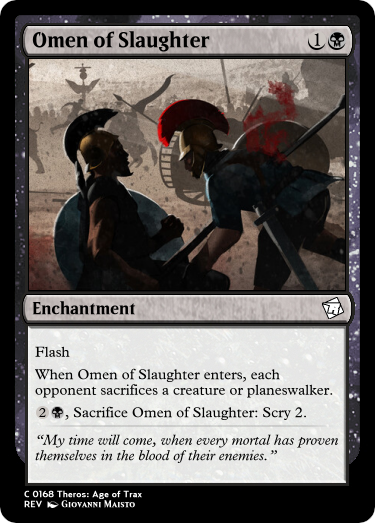 Omen of Slaughter 1
Enchantment
Flash
When Omen of Slaughter enters, each
opponent sacrifices a creature or planeswalker.
2 , Sacrifice Omen of Slaughter: Scry 2.
“My time will come, when every mortal has proven
themselves in the blood of their enemies.”
C 0168 Theros: Age of Trax
REV Giovanni Maisto